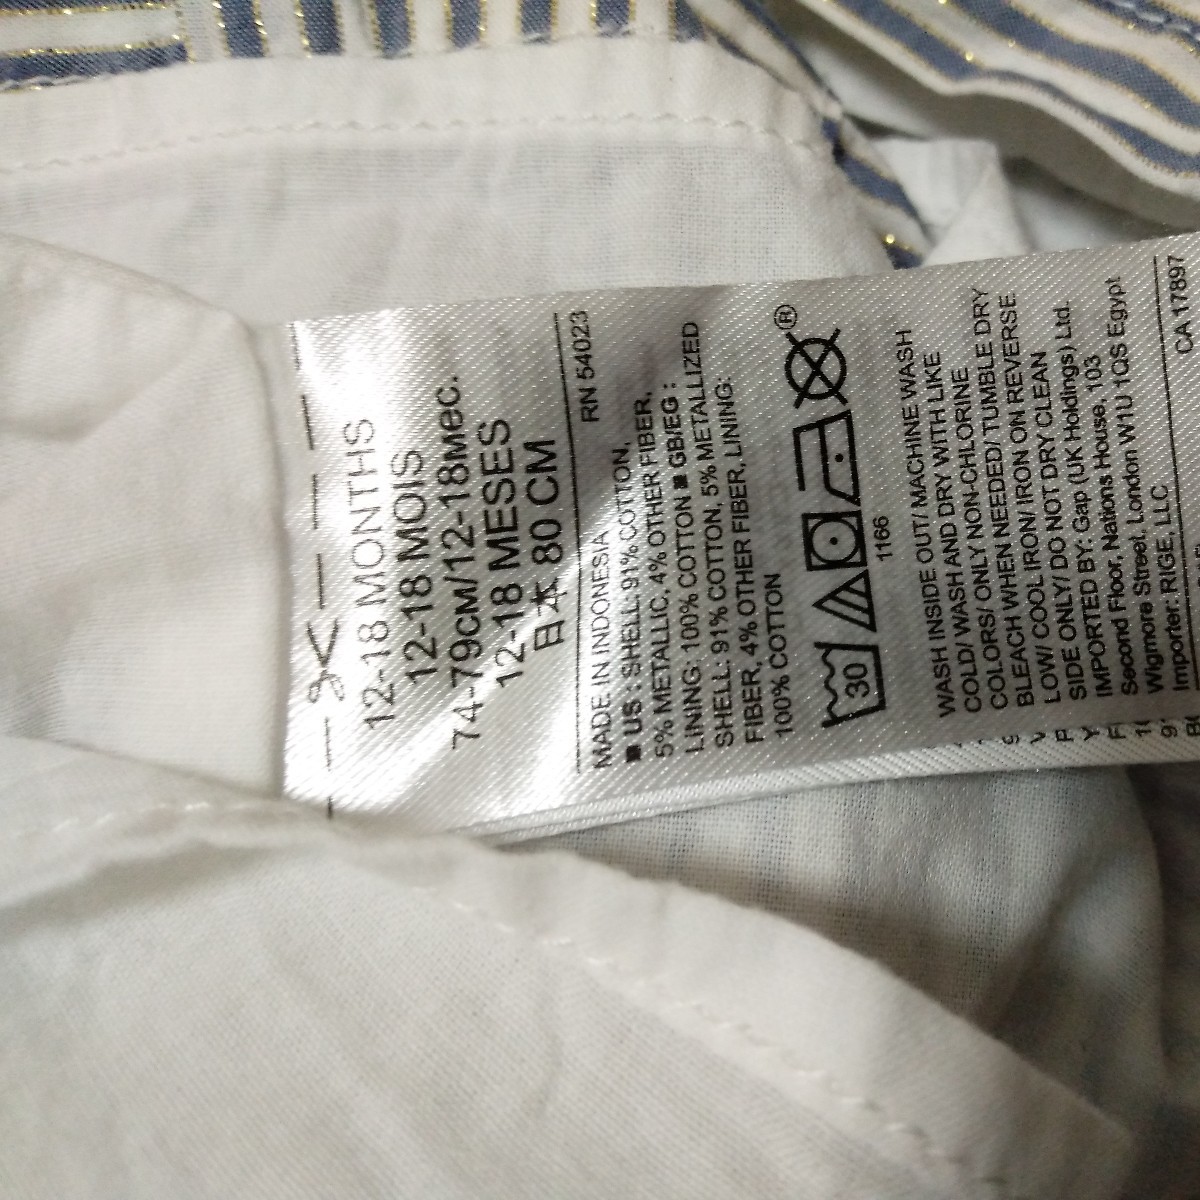 12-18 MONTHS
12-18 MOIS
74-79см/12-18мес.
12-18 MESES
日本 80 CM
RN 54023
MADE IN INDONESIA
■ US : SHELL: 91% COTTON,
5% METALLIC, 4% OTHER FIBER,
LINING: 100% COTTON ■ GB/EG :
SHELL: 91% COTTON, 5% METALLIZED
FIBER, 4% OTHER FIBER, LINING:
100% COTTON
30
®
1166
WASH INSIDE OUT/ MACHINE WASH
COLD/ WASH AND DRY WITH LIKE
COLORS/ ONLY NON-CHLORINE
BLEACH WHEN NEEDED/ TUMBLE DRY
LOW/ COOL IRON/ IRON ON REVERSE
SIDE ONLY/ DO NOT DRY CLEAN
IMPORTED BY: Gap (UK Holdings) Ltd.
Second Floor, Nations House, 103
Wigmore Street, London W1U 1QS Egypt
Importer: RIGE, LLC
CA 17897